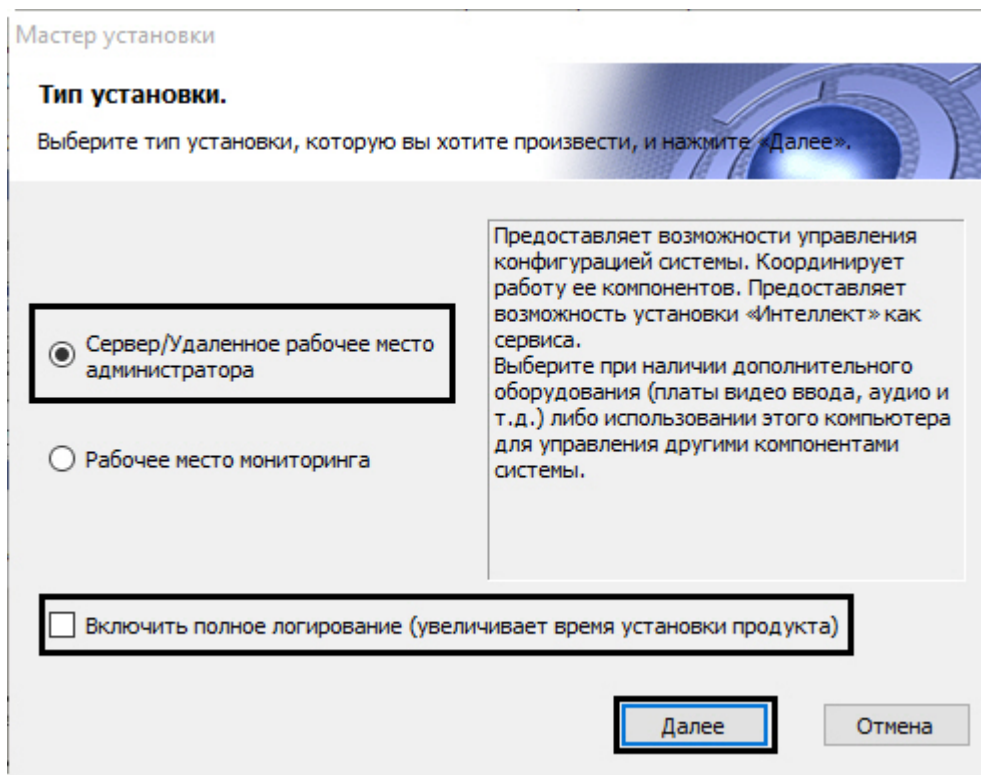 Мастер установки
Тип установки.
Выберите тип установки, которую вы хотите произвести, и нажмите «Далее».
Сервер/Удаленное рабочее место
администратора
Рабочее место мониторинга
Предоставляет возможности управления
конфигурацией системы. Координирует
работу ее компонентов. Предоставляет
возможность установки «Интеллект» как
сервиса.
Выберите при наличии дополнительного
оборудования (платы видео ввода, аудио и
т.д.) либо использовании этого компьютера
для управления другими компонентами
системы.
Включить полное логирование (увеличивает время установки продукта)
Далее
Отмена